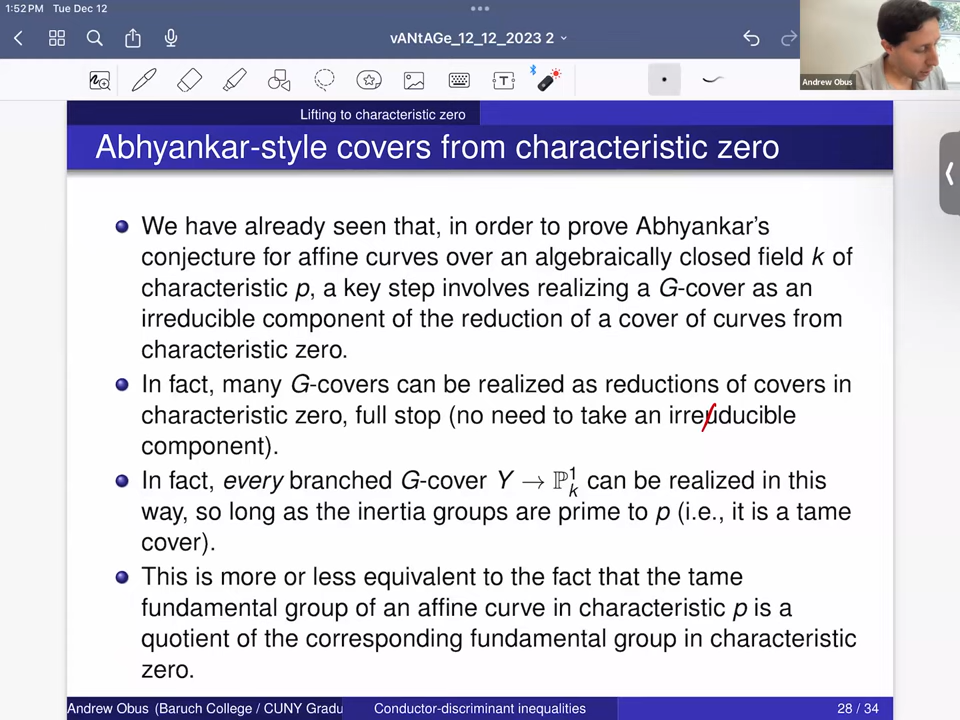 1:52 PM Tue Dec 12
vANtAGe_12_12_2023 2
Andrew Obus
Lifting to characteristic zero
Abhyankar-style covers from characteristic zero
We have already seen that, in order to prove Abhyankar's
conjecture for affine curves over an algebraically closed field k of
characteristic p, a key step involves realizing a G-cover as an
irreducible component of the reduction of a cover of curves from
characteristic zero.
In fact, many G-covers can be realized as reductions of covers in
characteristic zero, full stop (no need to take an irreuducible
component).
In fact, every branched G-cover Y → ℙ¹ₖ can be realized in this
way, so long as the inertia groups are prime to p (i.e., it is a tame
cover).
This is more or less equivalent to the fact that the tame
fundamental group of an affine curve in characteristic p is a
quotient of the corresponding fundamental group in characteristic
zero.
Andrew Obus (Baruch College / CUNY Gradu
Conductor-discriminant inequalities
28 / 34